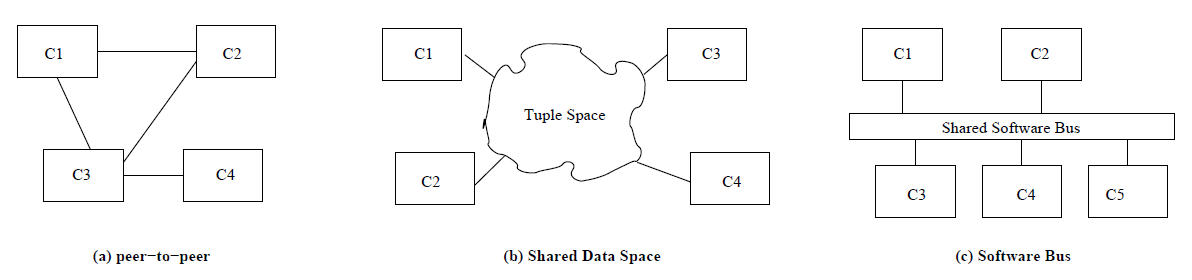 C1
C2
C3
C4
(a) peer−to−peer
C1
C3
Tuple Space
C2
C4
(b) Shared Data Space
C1
C2
Shared Software Bus
C3
C4
C5
(c) Software Bus